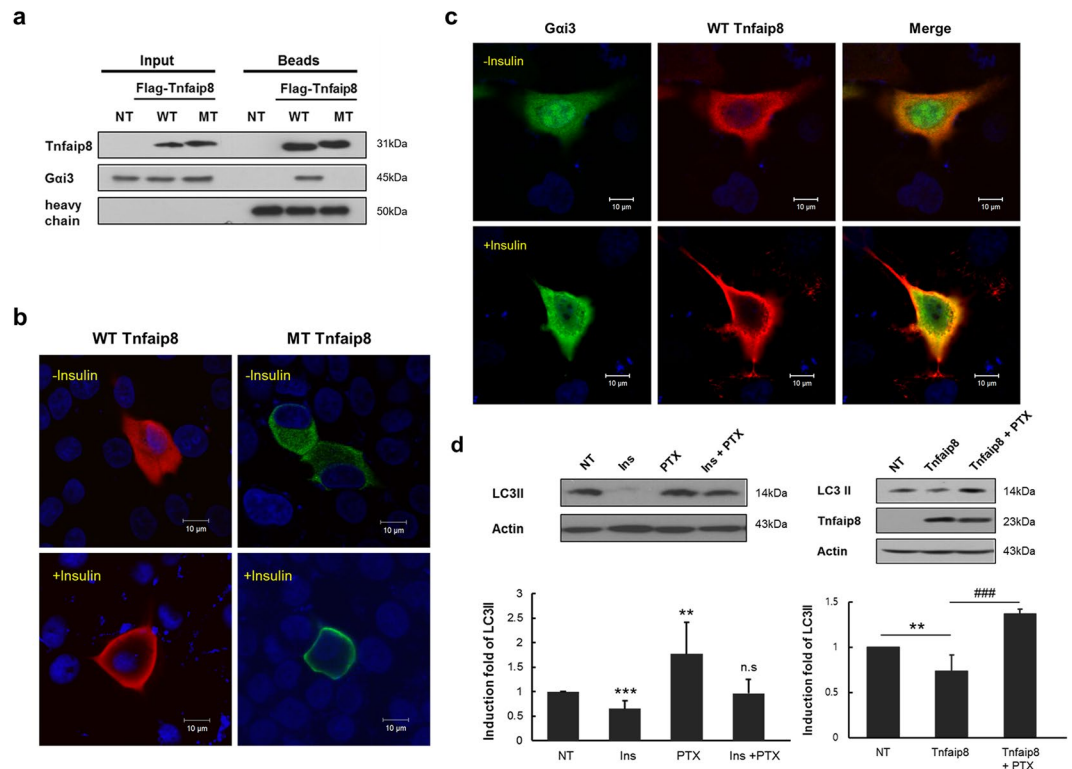 a
Input Beads
Flag-Tnfaip8 Flag-Tnfaip8
NT WT MT NT WT MT
Tnfaip8 31kDa
Gαi3 45kDa
heavy
chain 50kDa
b
WT Tnfaip8 MT Tnfaip8
-Insulin -Insulin
10 µm 10 µm
+Insulin +Insulin
10 µm 10 µm
c
Gαi3 WT Tnfaip8 Merge
-Insulin
10 µm 10 µm 10 µm
+Insulin
10 µm 10 µm 10 µm
d
NT Ins PTX Ins + PTX
LC3II 14kDa
Actin 43kDa
Induction fold of LC3II
3
2.5
2
1.5
1
0.5
0
*** ** n.s
NT Ins PTX Ins +PTX
NT Tnfaip8 Tnfaip8 + PTX
LC3 II 14kDa
Tnfaip8 23kDa
Actin 43kDa
Induction fold of LC3II
1.5
1
0.5
0
** ###
NT Tnfaip8 Tnfaip8
+ PTX